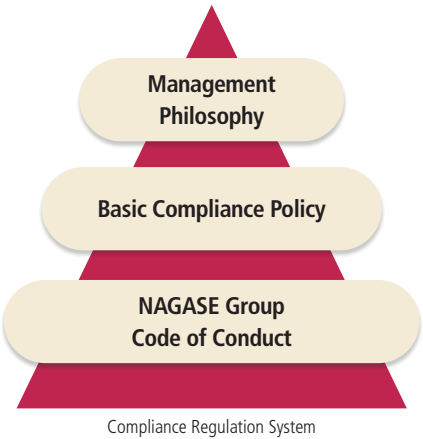 Management
Philosophy
Basic Compliance Policy
NAGASE Group
Code of Conduct
Compliance Regulation System